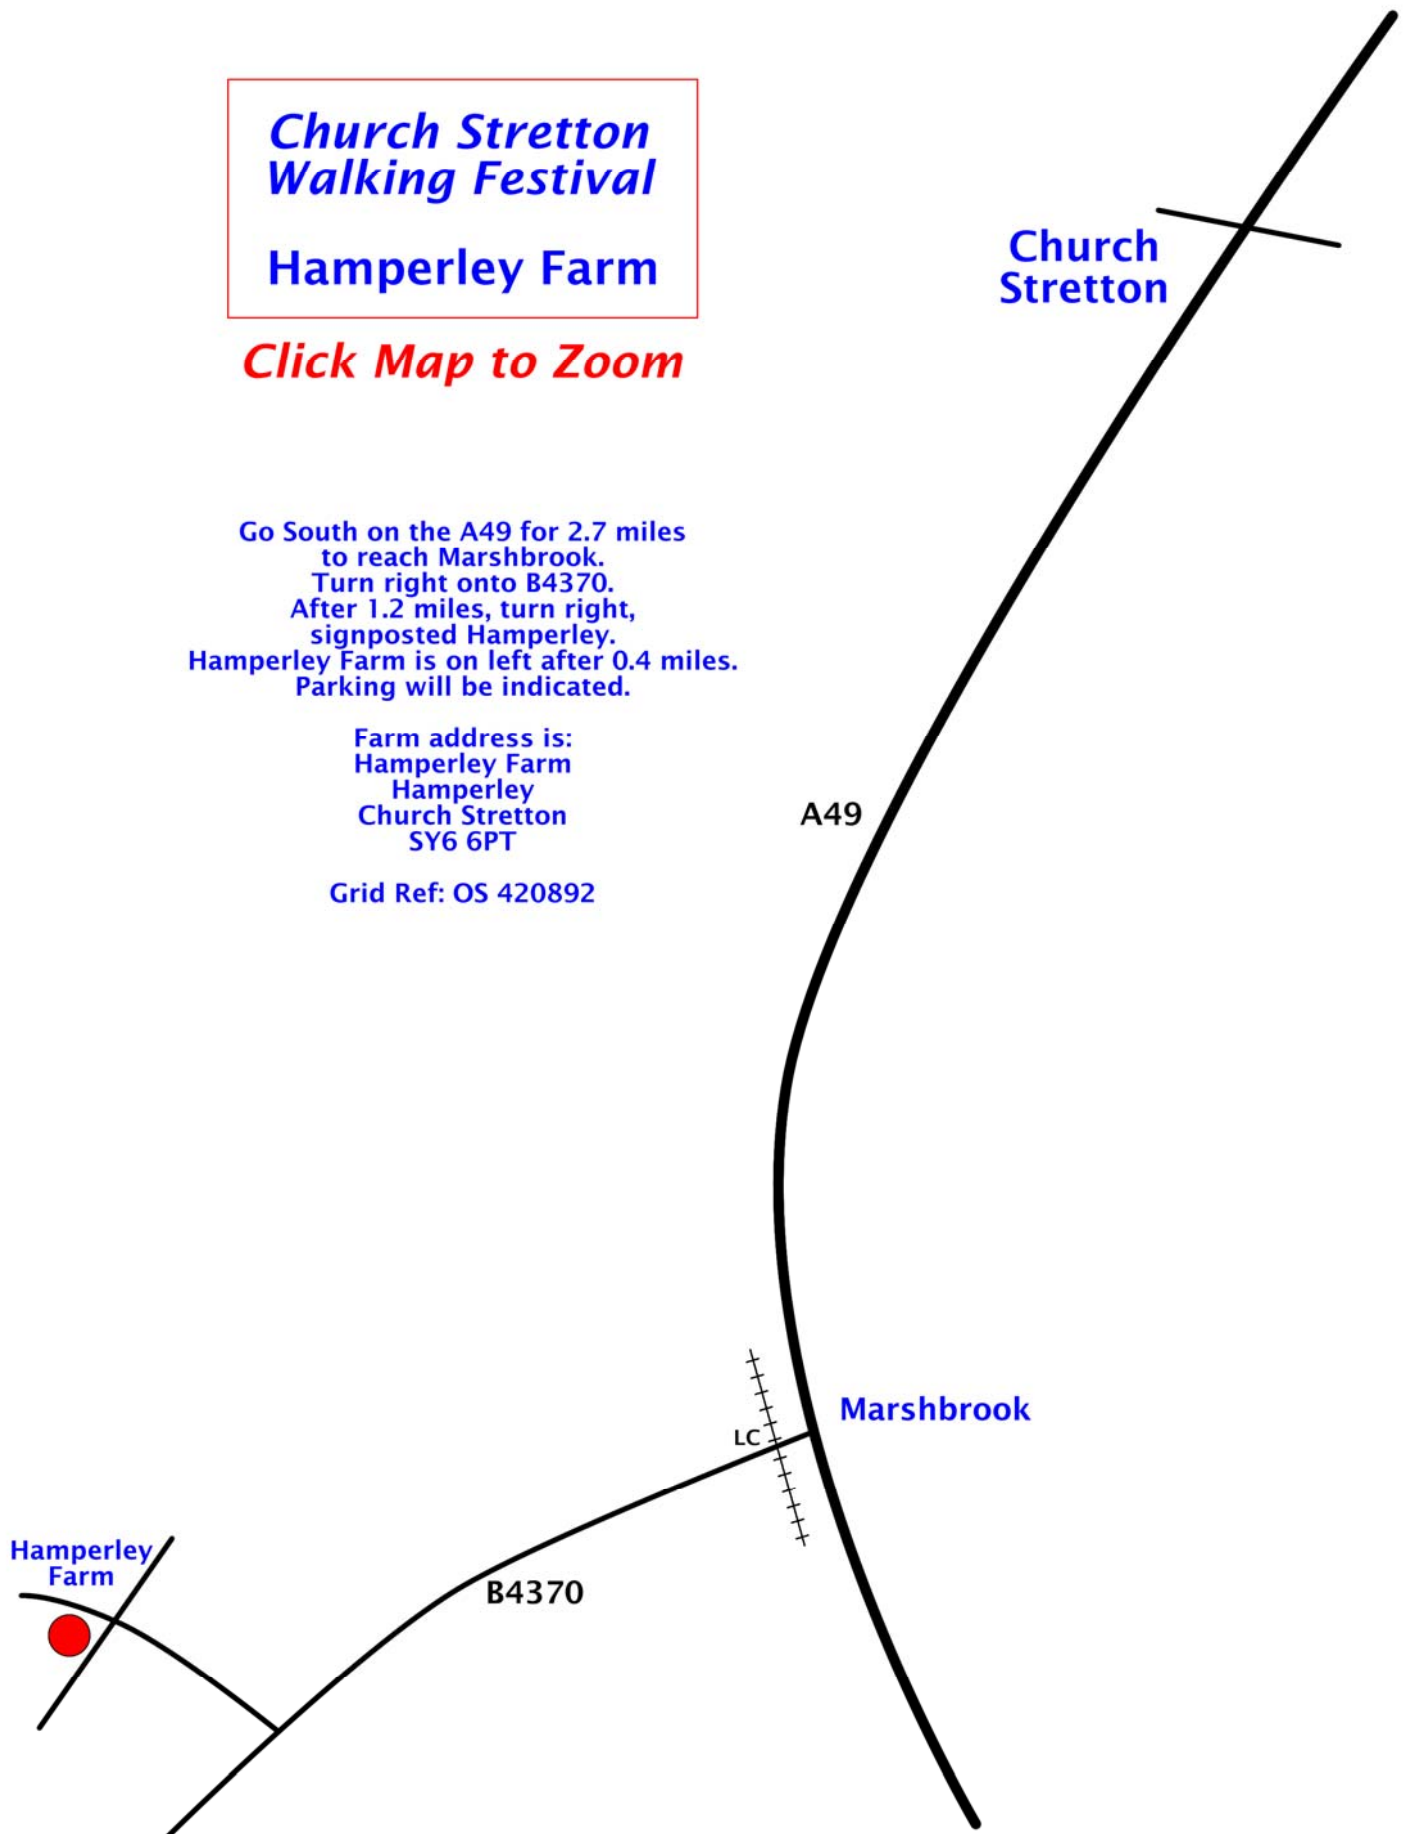 Church Stretton
Walking Festival
Hamperley Farm
Click Map to Zoom
Church
Stretton
Go South on the A49 for 2.7 miles
to reach Marshbrook.
Turn right onto B4370.
After 1.2 miles, turn right,
signposted Hamperley.
Hamperley Farm is on left after 0.4 miles.
Parking will be indicated.
Farm address is:
Hamperley Farm
Hamperley
Church Stretton
SY6 6PT
Grid Ref: OS 420892
A49
Marshbrook
LC
Hamperley
Farm
B4370